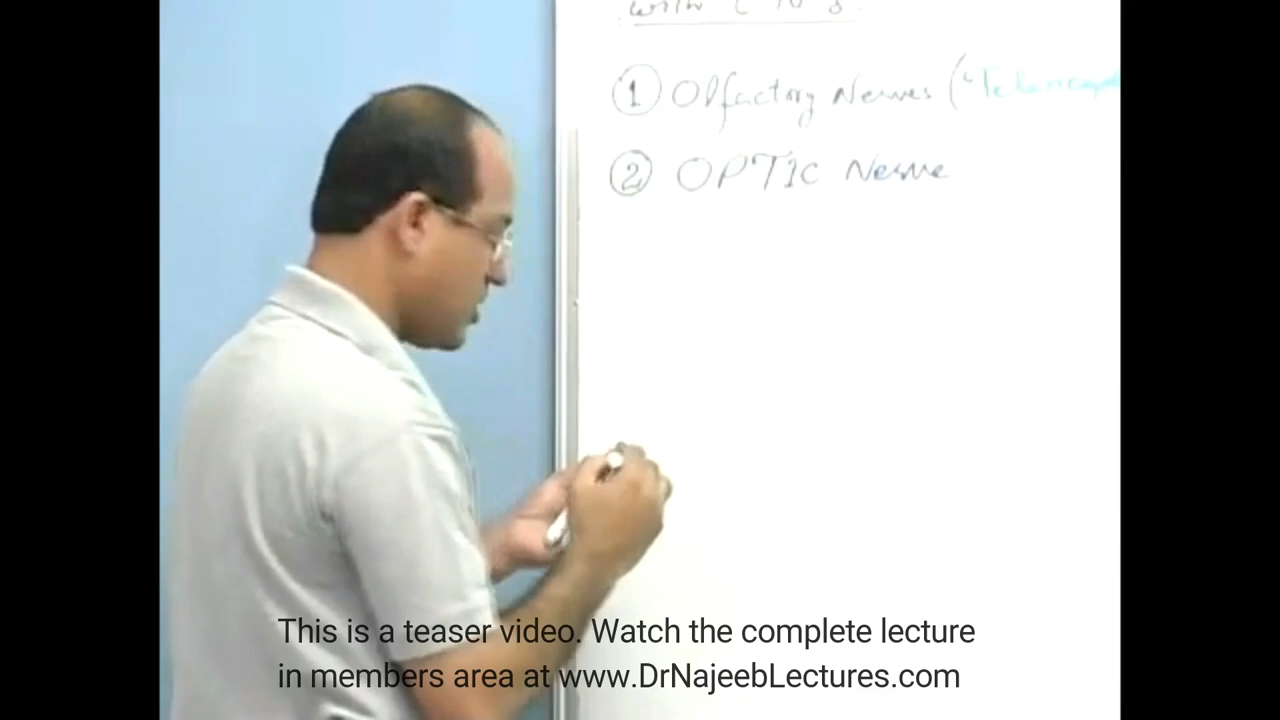 with
① Olfactory Nerves (
② OPTIC Nerve
This is a teaser video. Watch the complete lecture
in members area at www.DrNajeebLectures.com